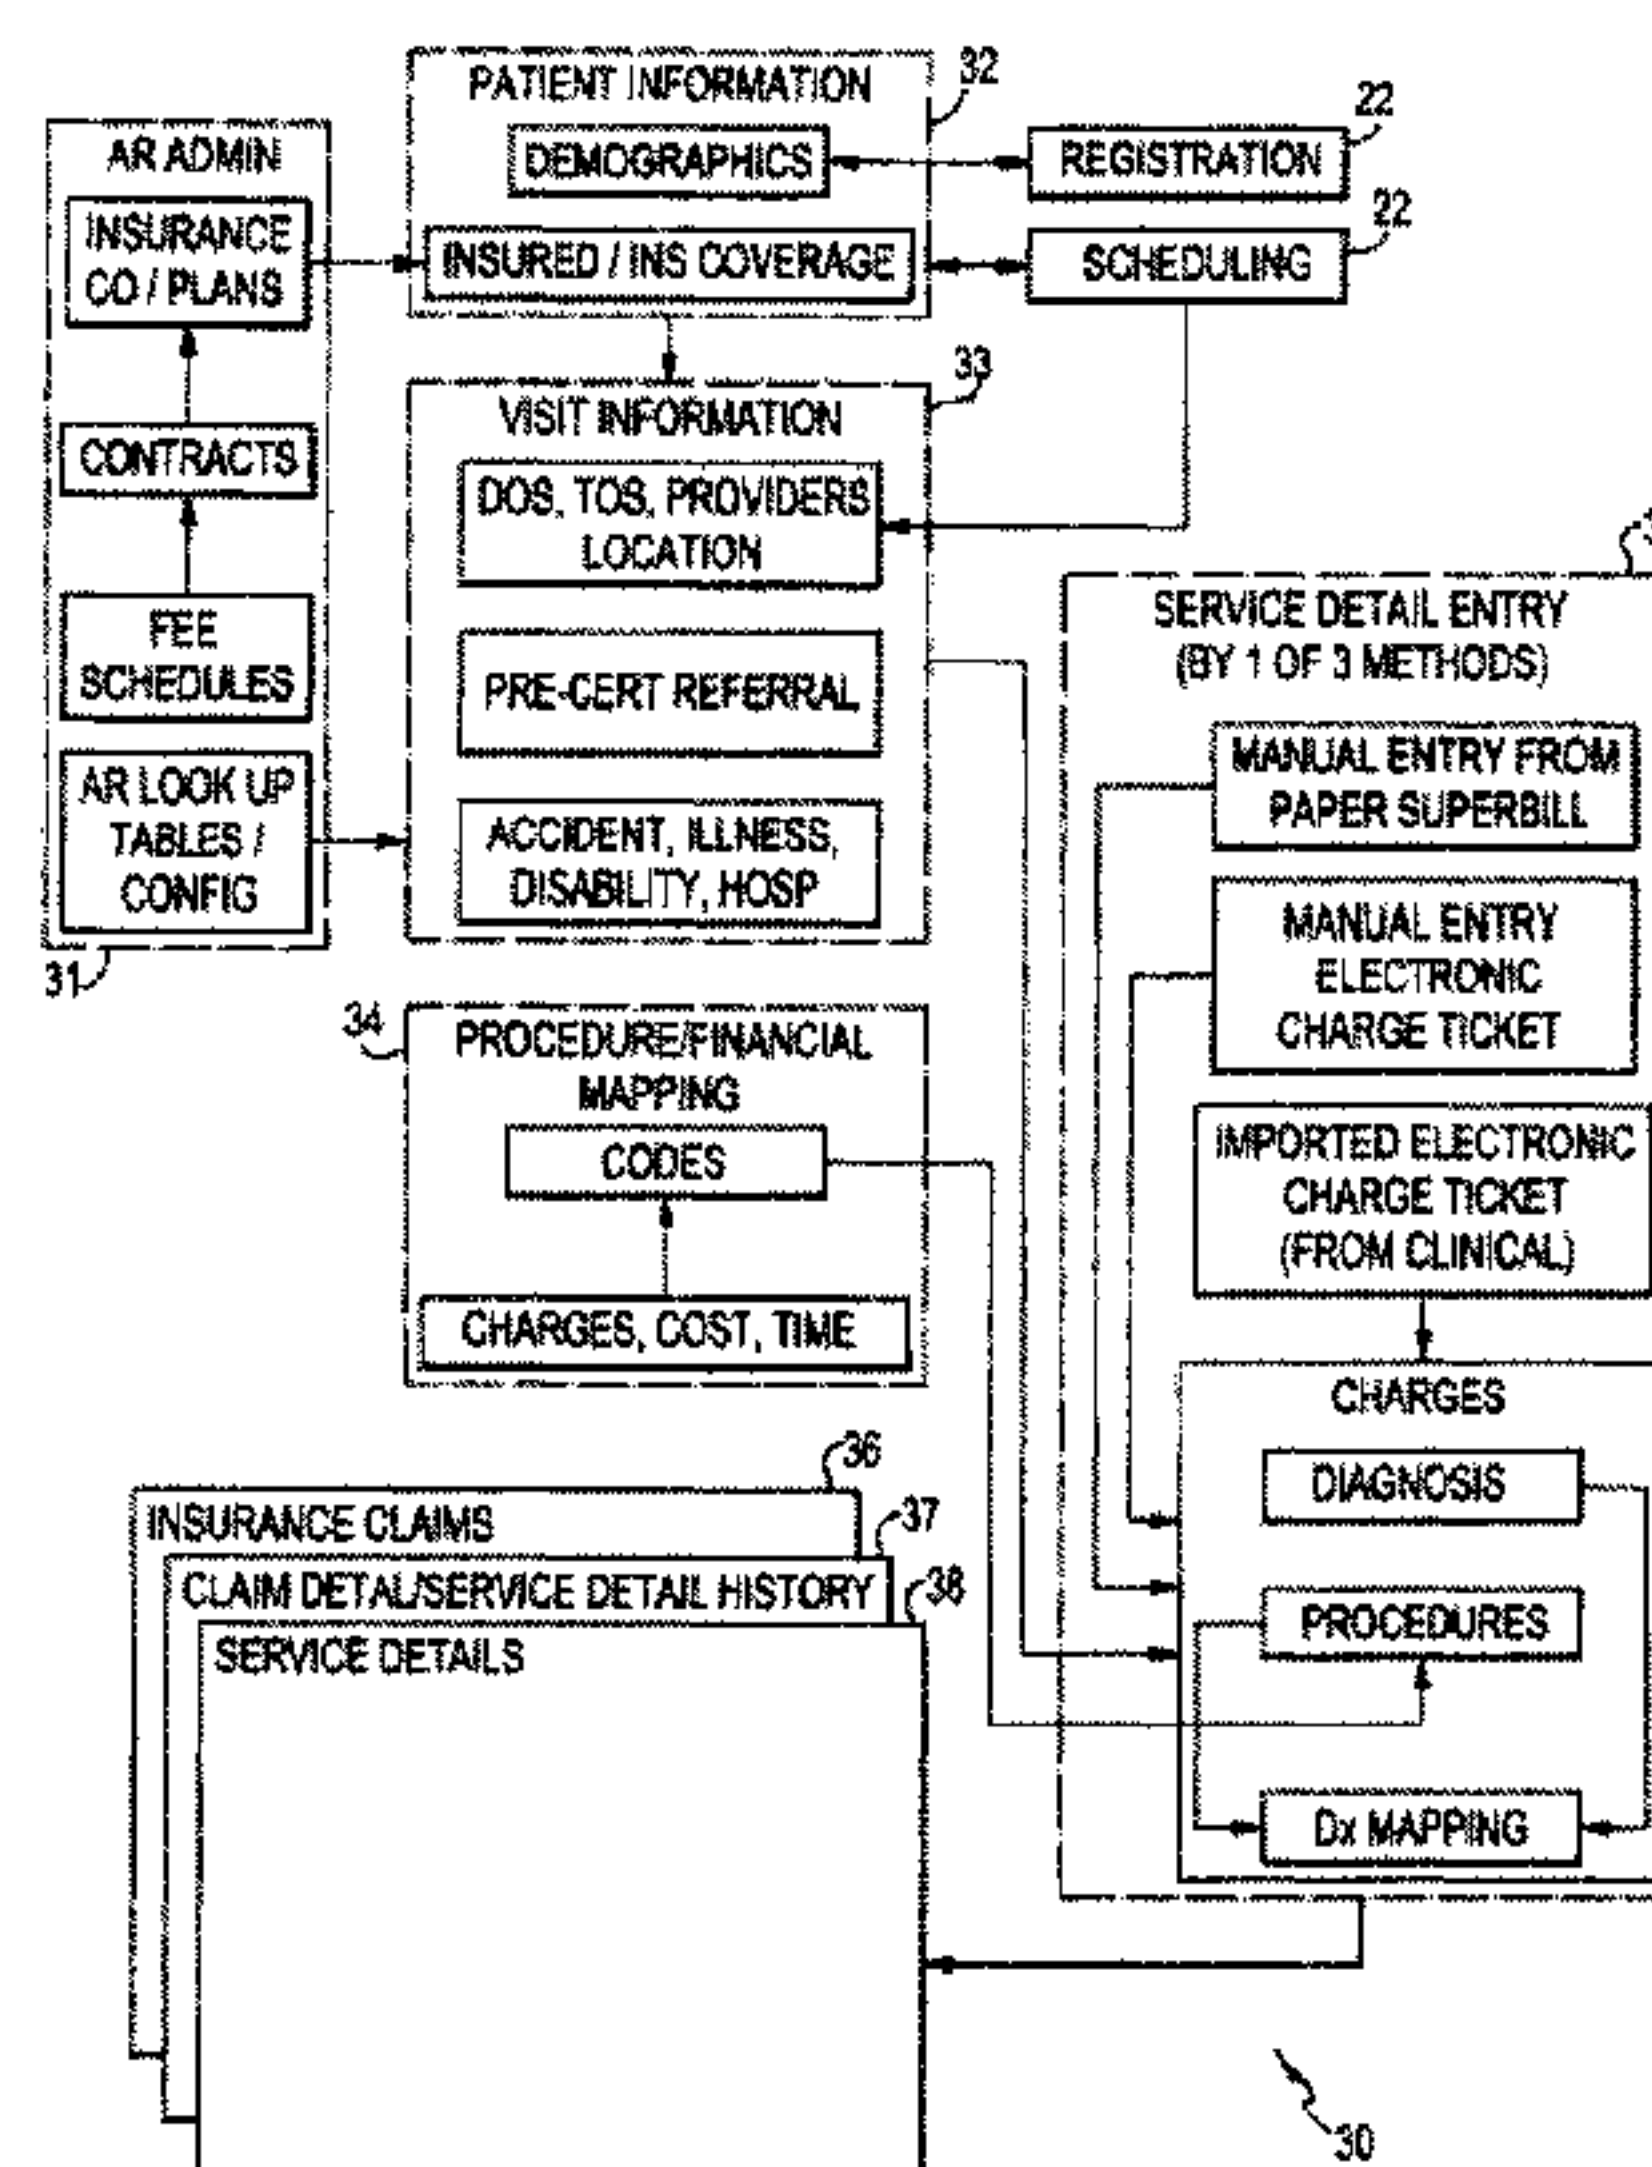 PATIENT INFORMATION
32
DEMOGRAPHICS
REGISTRATION
22
INSURED / INS COVERAGE
SCHEDULING
22
AR ADMIN
INSURANCE
CO / PLANS
CONTRACTS
FEE
SCHEDULES
AR LOOK UP
TABLES /
CONFIG
31
33
VISIT INFORMATION
DOS, TOS, PROVIDERS
LOCATION
PRE-CERT REFERRAL
ACCIDENT, ILLNESS,
DISABILITY, HOSP
34
PROCEDURE/FINANCIAL
MAPPING
CODES
CHARGES, COST, TIME
SERVICE DETAIL ENTRY
(BY 1 OF 3 METHODS)
MANUAL ENTRY FROM
PAPER SUPERBILL
MANUAL ENTRY
ELECTRONIC
CHARGE TICKET
IMPORTED ELECTRONIC
CHARGE TICKET
(FROM CLINICAL)
CHARGES
DIAGNOSIS
PROCEDURES
Dx MAPPING
36
INSURANCE CLAIMS
37
CLAIM DETAL/SERVICE DETAIL HISTORY
38
SERVICE DETAILS
30